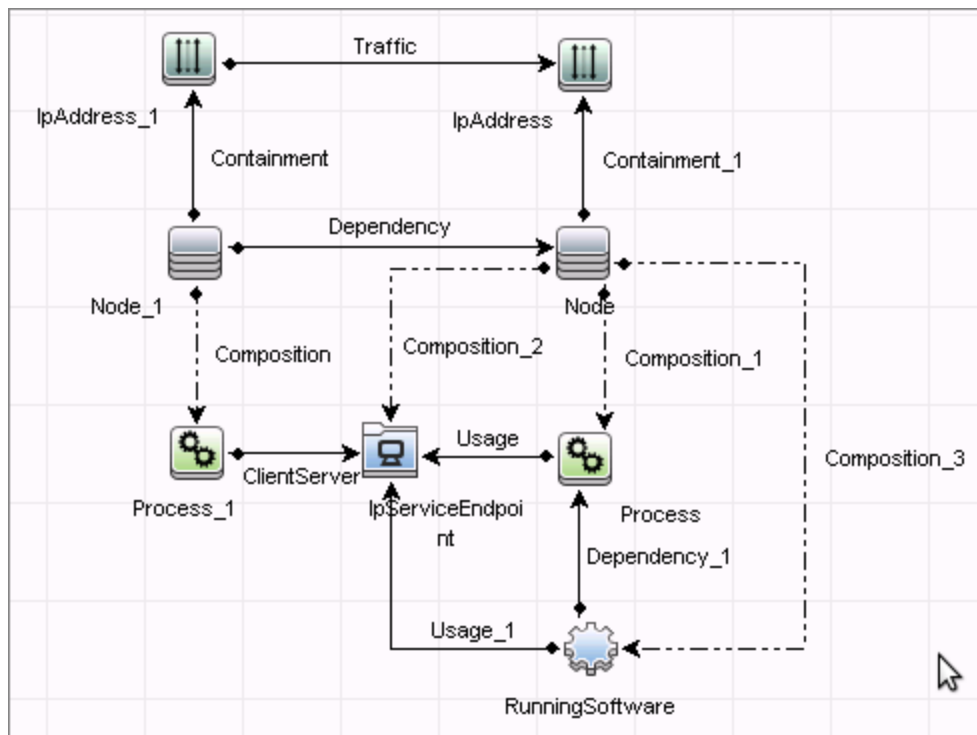 Traffic
IpAddress_1
IpAddress
Containment
Containment_1
Dependency
Node_1
Node
Composition
Composition_2
Composition_1
Usage
Composition_3
ClientServer
Process_1
IpServiceEndpoi
nt
Process
Dependency_1
Usage_1
RunningSoftware